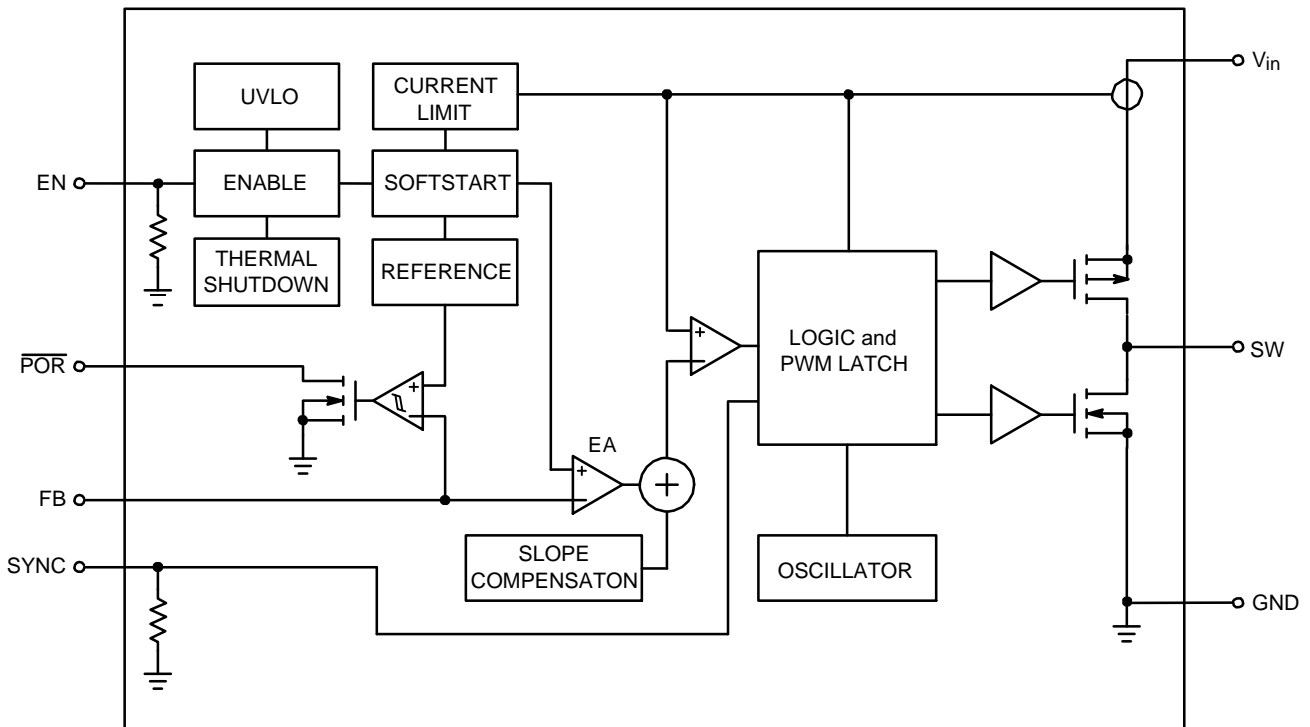 Vin
UVLO
CURRENT
LIMIT
EN
ENABLE
SOFTSTART
THERMAL
SHUTDOWN
REFERENCE
+
LOGIC and
PWM LATCH
POR
SW
+
EA
+
+
FB
SLOPE
COMPENSATON
OSCILLATOR
SYNC
GND